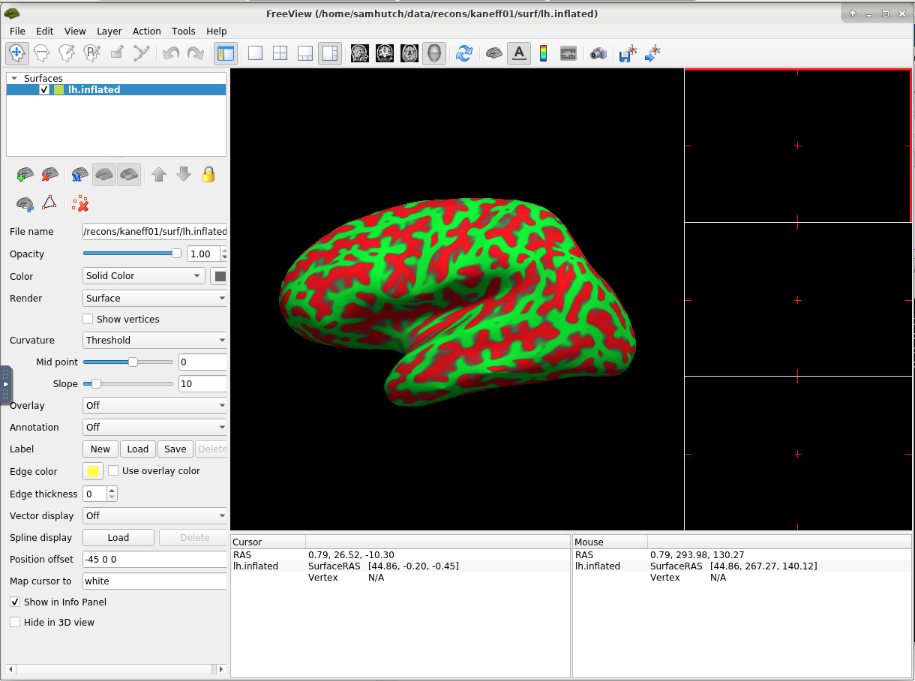 FreeView (/home/samhutch/data/recons/kaneff01/surf/lh.inflated)
File Edit View Layer Action Tools Help
Surfaces
lh.inflated
File name /recons/kaneff01/surf/lh.inflated
Opacity 1.00
Color Solid Color
Render Surface
Show vertices
Curvature Threshold
Mid point 0
Slope 10
Overlay Off
Annotation Off
Label New Load Save Delete
Edge color Use overlay color
Edge thickness 0
Vector display Off
Spline display Load Delete
Position offset -45 0 0
Map cursor to white
Show in Info Panel
Hide in 3D view
Cursor
RAS 0.79, 26.52, -10.30
lh.inflated SurfaceRAS [44.86, -0.20, -0.45]
Vertex N/A
Mouse
RAS 0.79, 293.98, 130.27
lh.inflated SurfaceRAS [44.86, 267.27, 140.12]
Vertex N/A